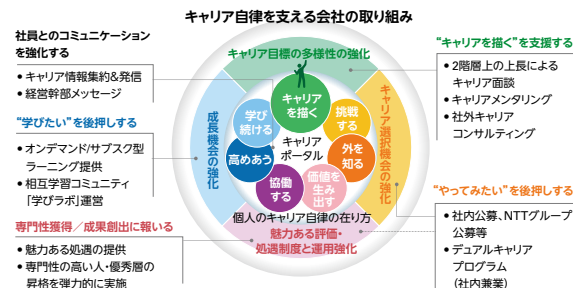 キャリア自律を支える会社の取り組み
社員とのコミュニケーション
を強化する
• キャリア情報集約&発信
• 経営幹部メッセージ
“学びたい”を後押しする
• オンデマンド/サブスク型
ラーニング提供
• 相互学習コミュニティ
「学びラボ」運営
専門性獲得／成果創出に報いる
• 魅力ある処遇の提供
• 専門性の高い人・優秀層の
昇格を弾力的に実施
キャリア目標の多様性の強化
成長機会の強化
キャリア選択機会の強化
キャリア
を描く
挑戦
する
外を
知る
価値を
生み
出す
協働
する
高めあう
学び
続ける
キャリア
ポータル
個人のキャリア自律の在り方
魅力ある評価・
処遇制度と運用強化
“キャリアを描く”を支援する
• 2階層上の上長による
キャリア面談
• キャリアメンタリング
• 社外キャリア
コンサルティング
“やってみたい”を後押しする
• 社内公募、NTTグループ
公募等
• デュアルキャリア
プログラム
（社内兼業）